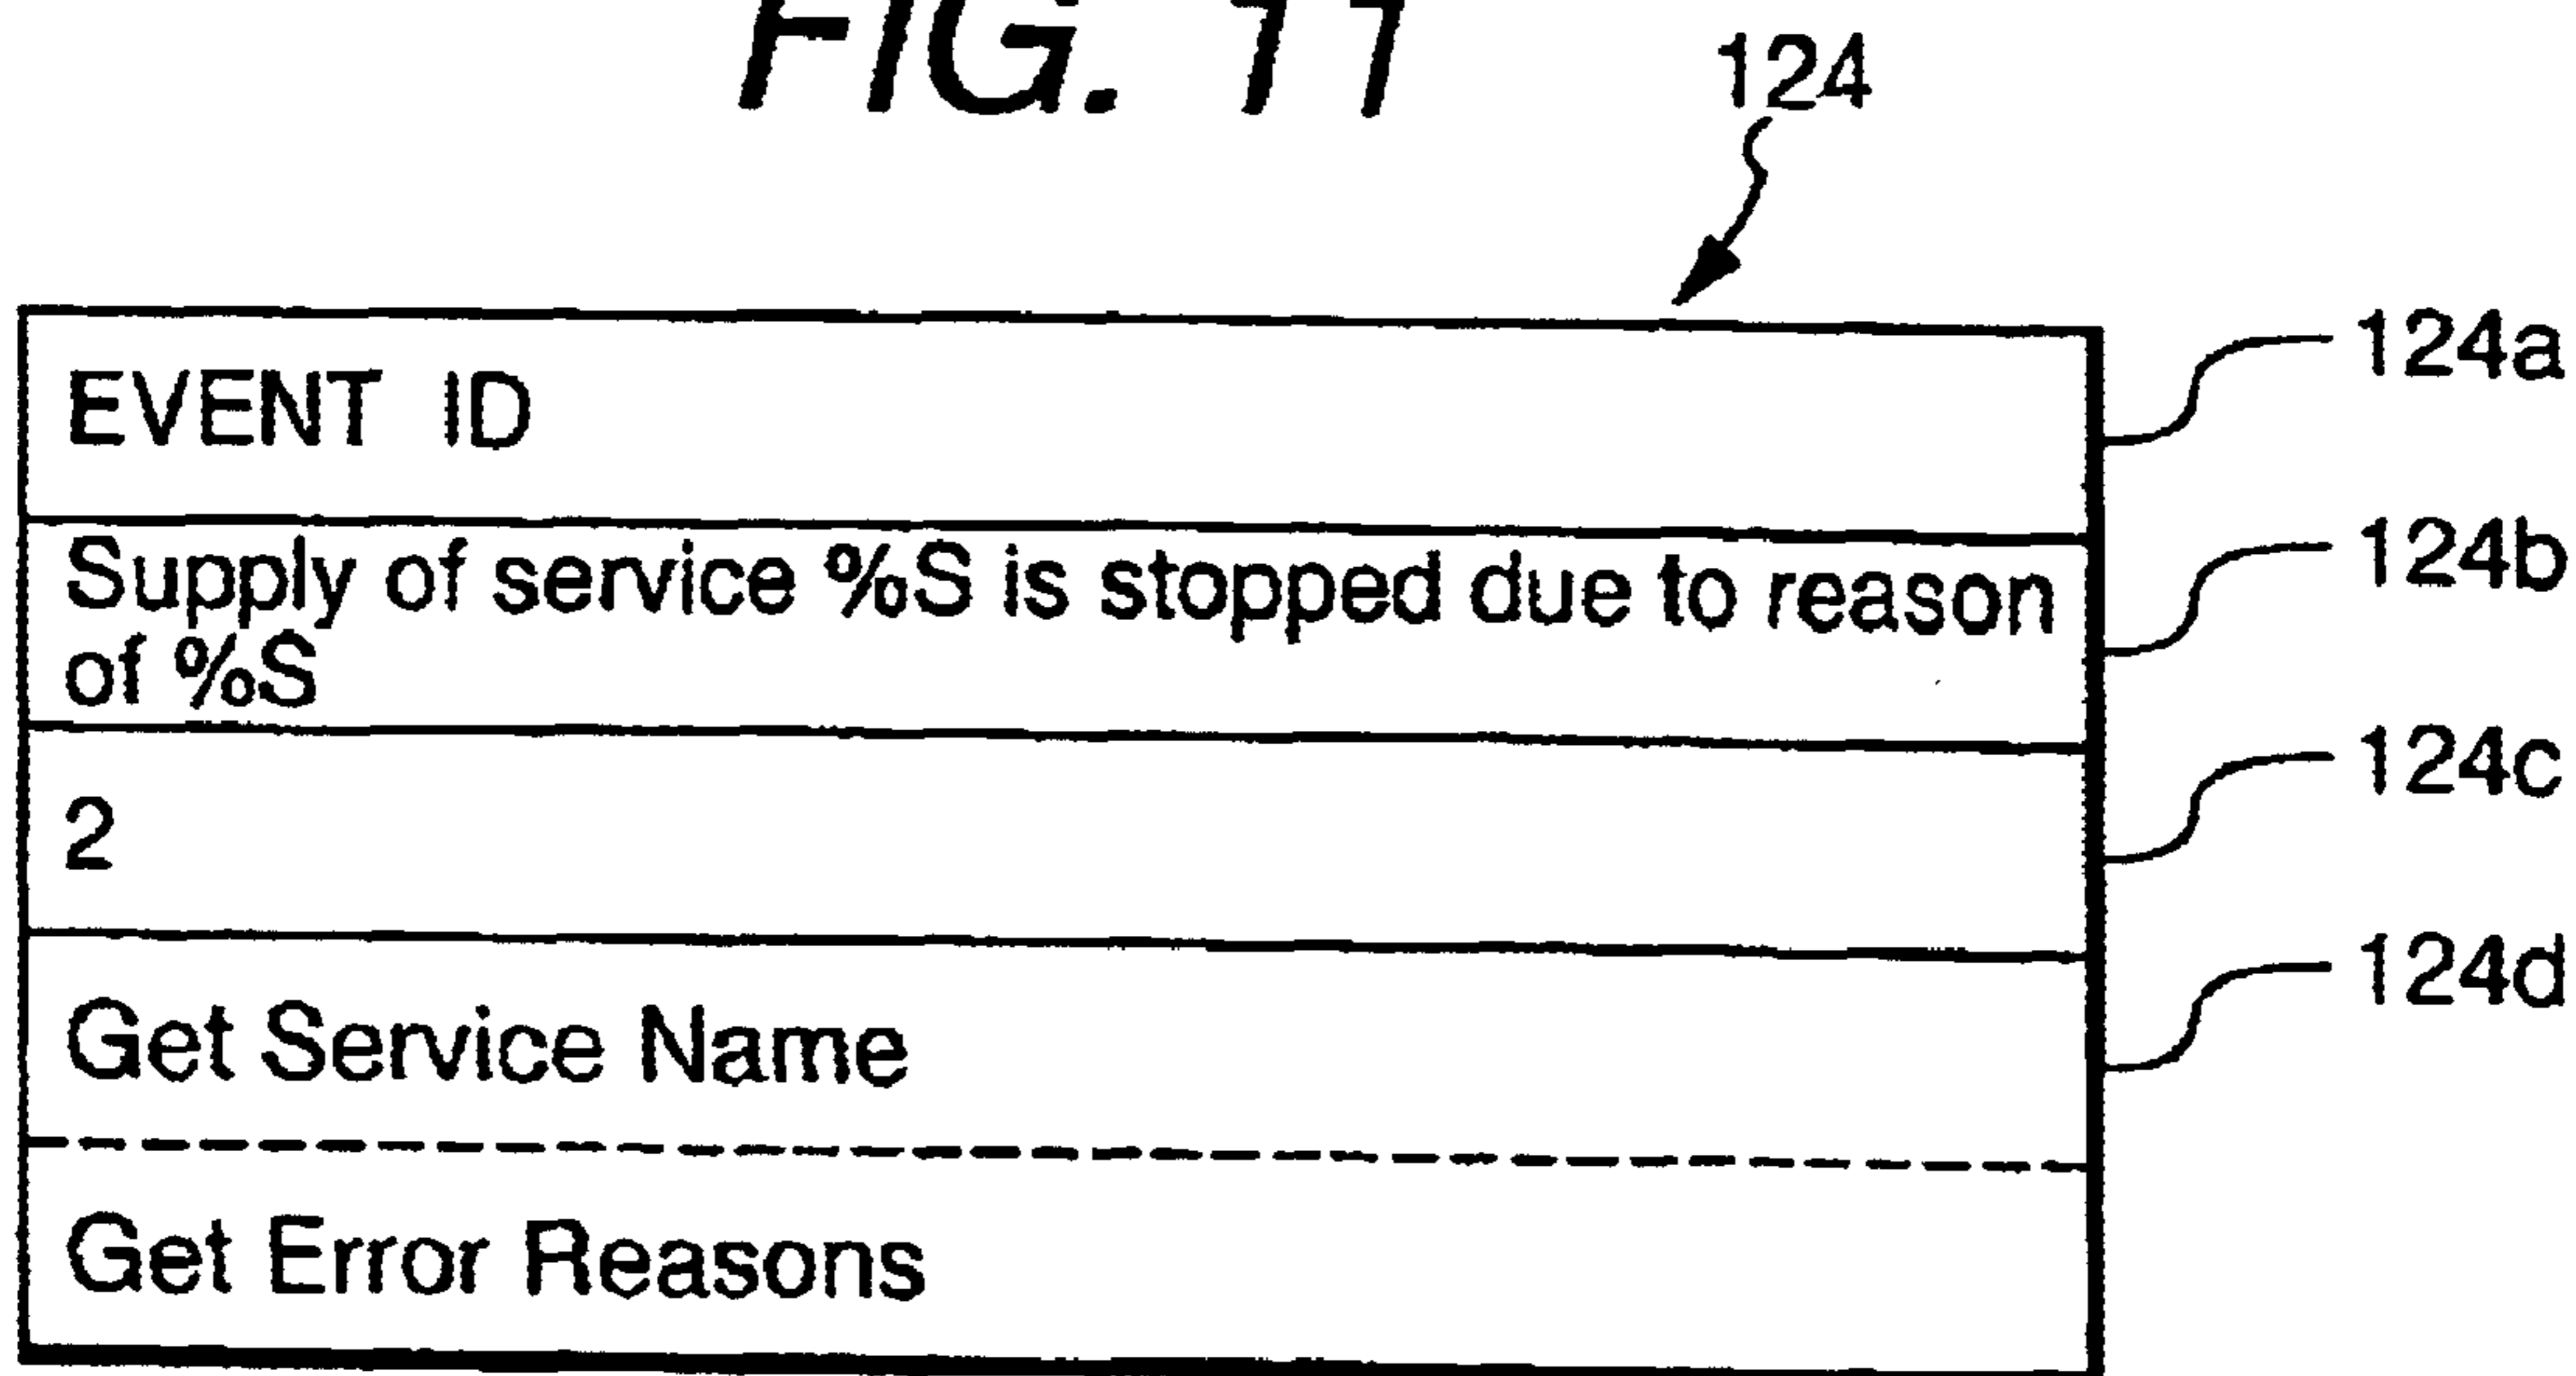 FIG. 11
124
EVENT ID
124a
Supply of service %S is stopped due to reason
of %S
124b
2
124c
Get Service Name
124d
Get Error Reasons